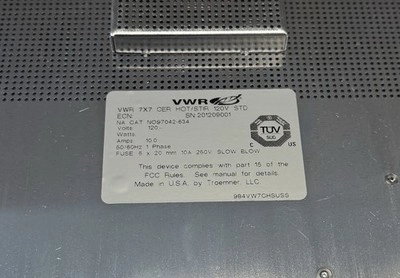 VWR
VWR 7X7 CER HOT/STIR 120V STD
ECN: SN:201209001
NA CAT NO97042-634
Volts 120~
Watts
Amps 10.0
50/60Hz 1 Phase
FUSE 5 x 20 mm 10A 250V SLOW BLOW
TÜV
SÜD
C US
This device complies with part 15 of the
FCC Rules. See manual for details.
Made in U.S.A. by Troemner, LLC
984VW7CHSUSS